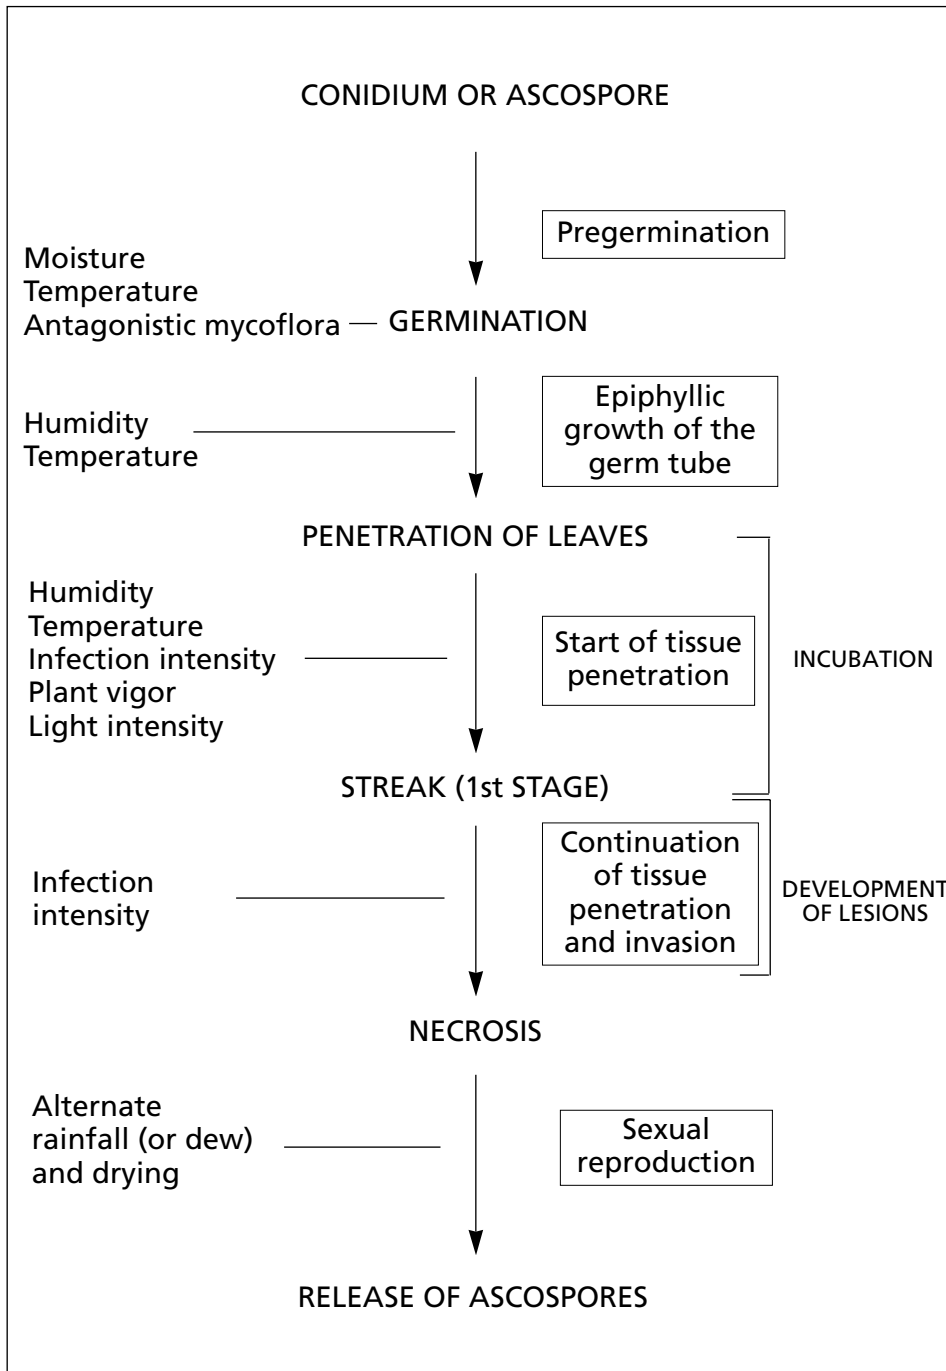 CONIDIUM OR ASCOSPORE
Pregermination
Moisture
Temperature
Antagonistic mycoflora
GERMINATION
Epiphyllic
growth of the
germ tube
Humidity
Temperature
PENETRATION OF LEAVES
Humidity
Temperature
Infection intensity
Plant vigor
Light intensity
Start of tissue
penetration
INCUBATION
STREAK (1st STAGE)
Infection
intensity
Continuation
of tissue
penetration
and invasion
DEVELOPMENT
OF LESIONS
NECROSIS
Alternate
rainfall (or dew)
and drying
Sexual
reproduction
RELEASE OF ASCOSPORES